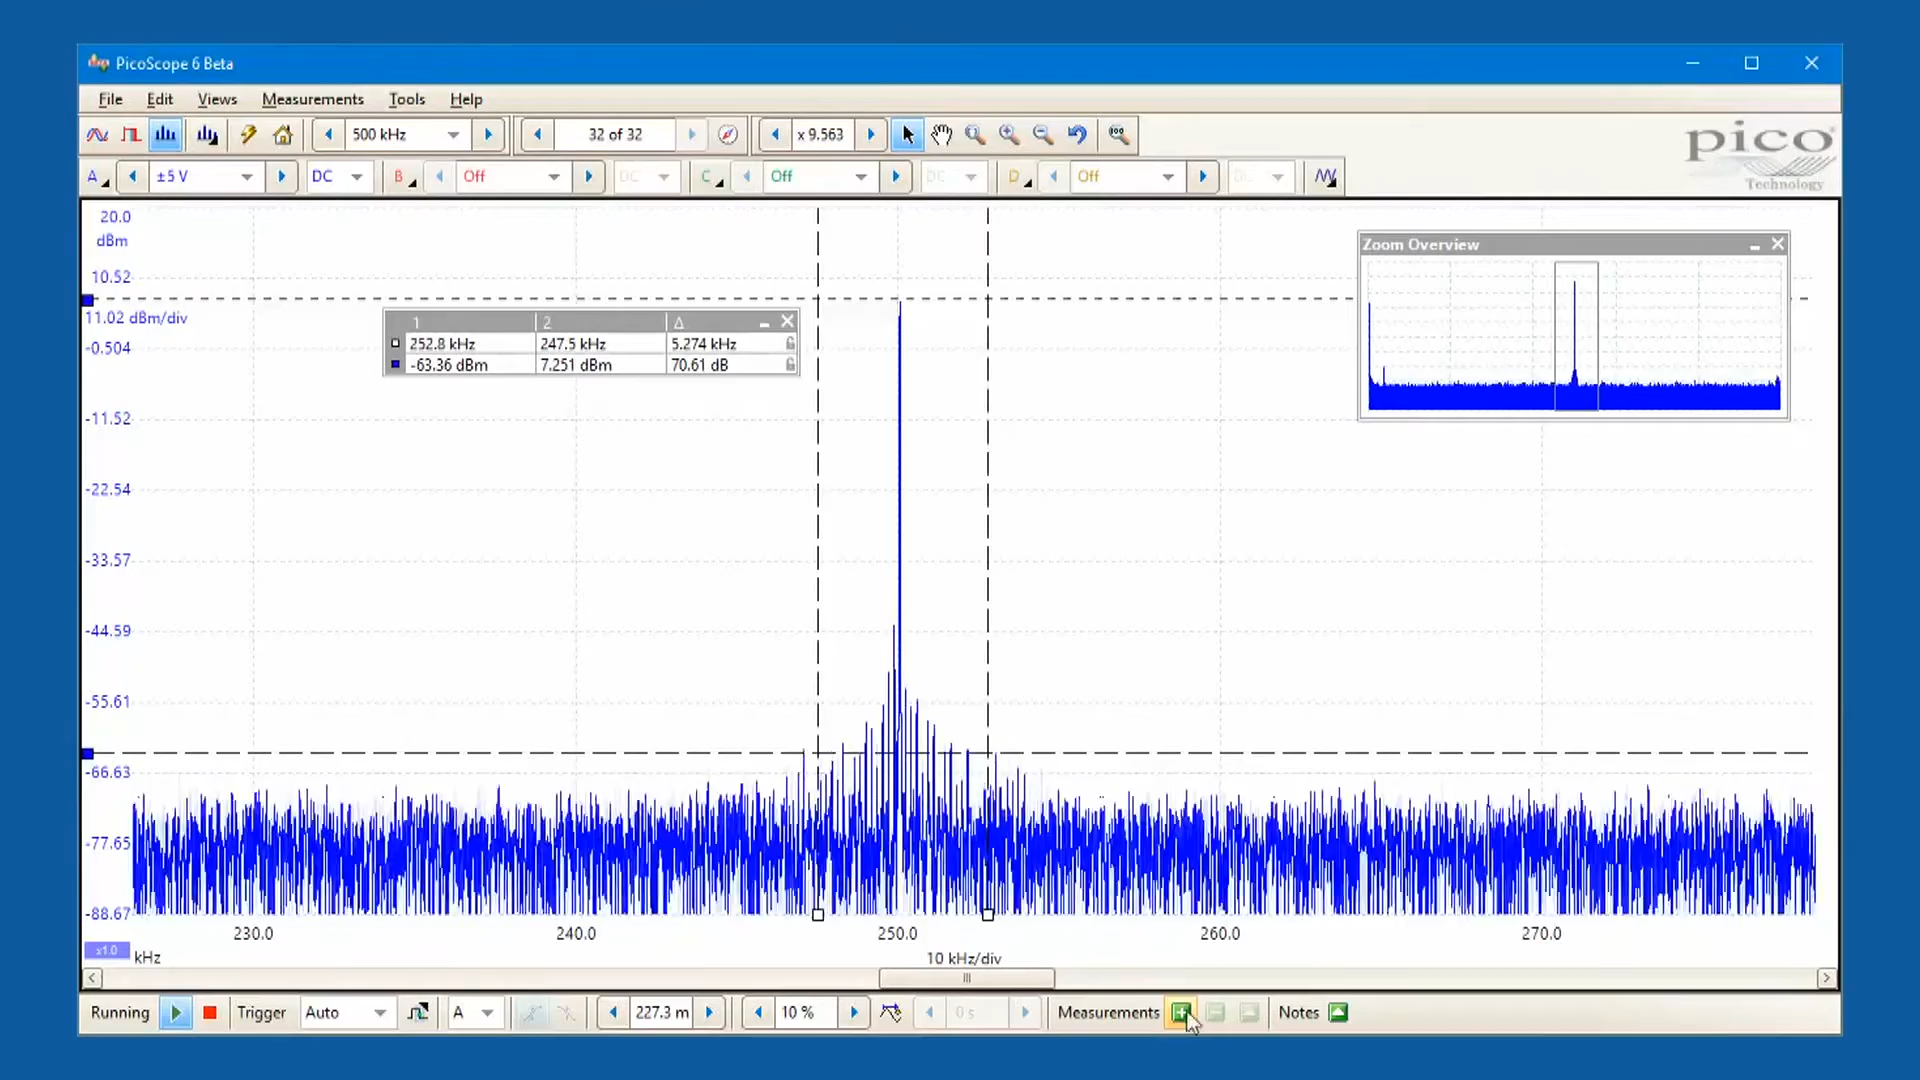 PicoScope 6 Beta
File Edit Views Measurements Tools Help
500 kHz 32 of 32 x 9.563
A ±5 V DC B Off DC C Off DC D Off
pico
Technology
20.0
dBm
10.52
11.02 dBm/div
-0.504
-11.52
-22.54
-33.57
-44.59
-55.61
-66.63
-77.65
-88.67
1 2 Δ
252.8 kHz 247.5 kHz 5.274 kHz
-63.36 dBm 7.251 dBm 70.61 dB
Zoom Overview
230.0 240.0 250.0 260.0 270.0
x1.0 kHz 10 kHz/div
Running Trigger Auto A 227.3 m 10 % 0 s Measurements Notes